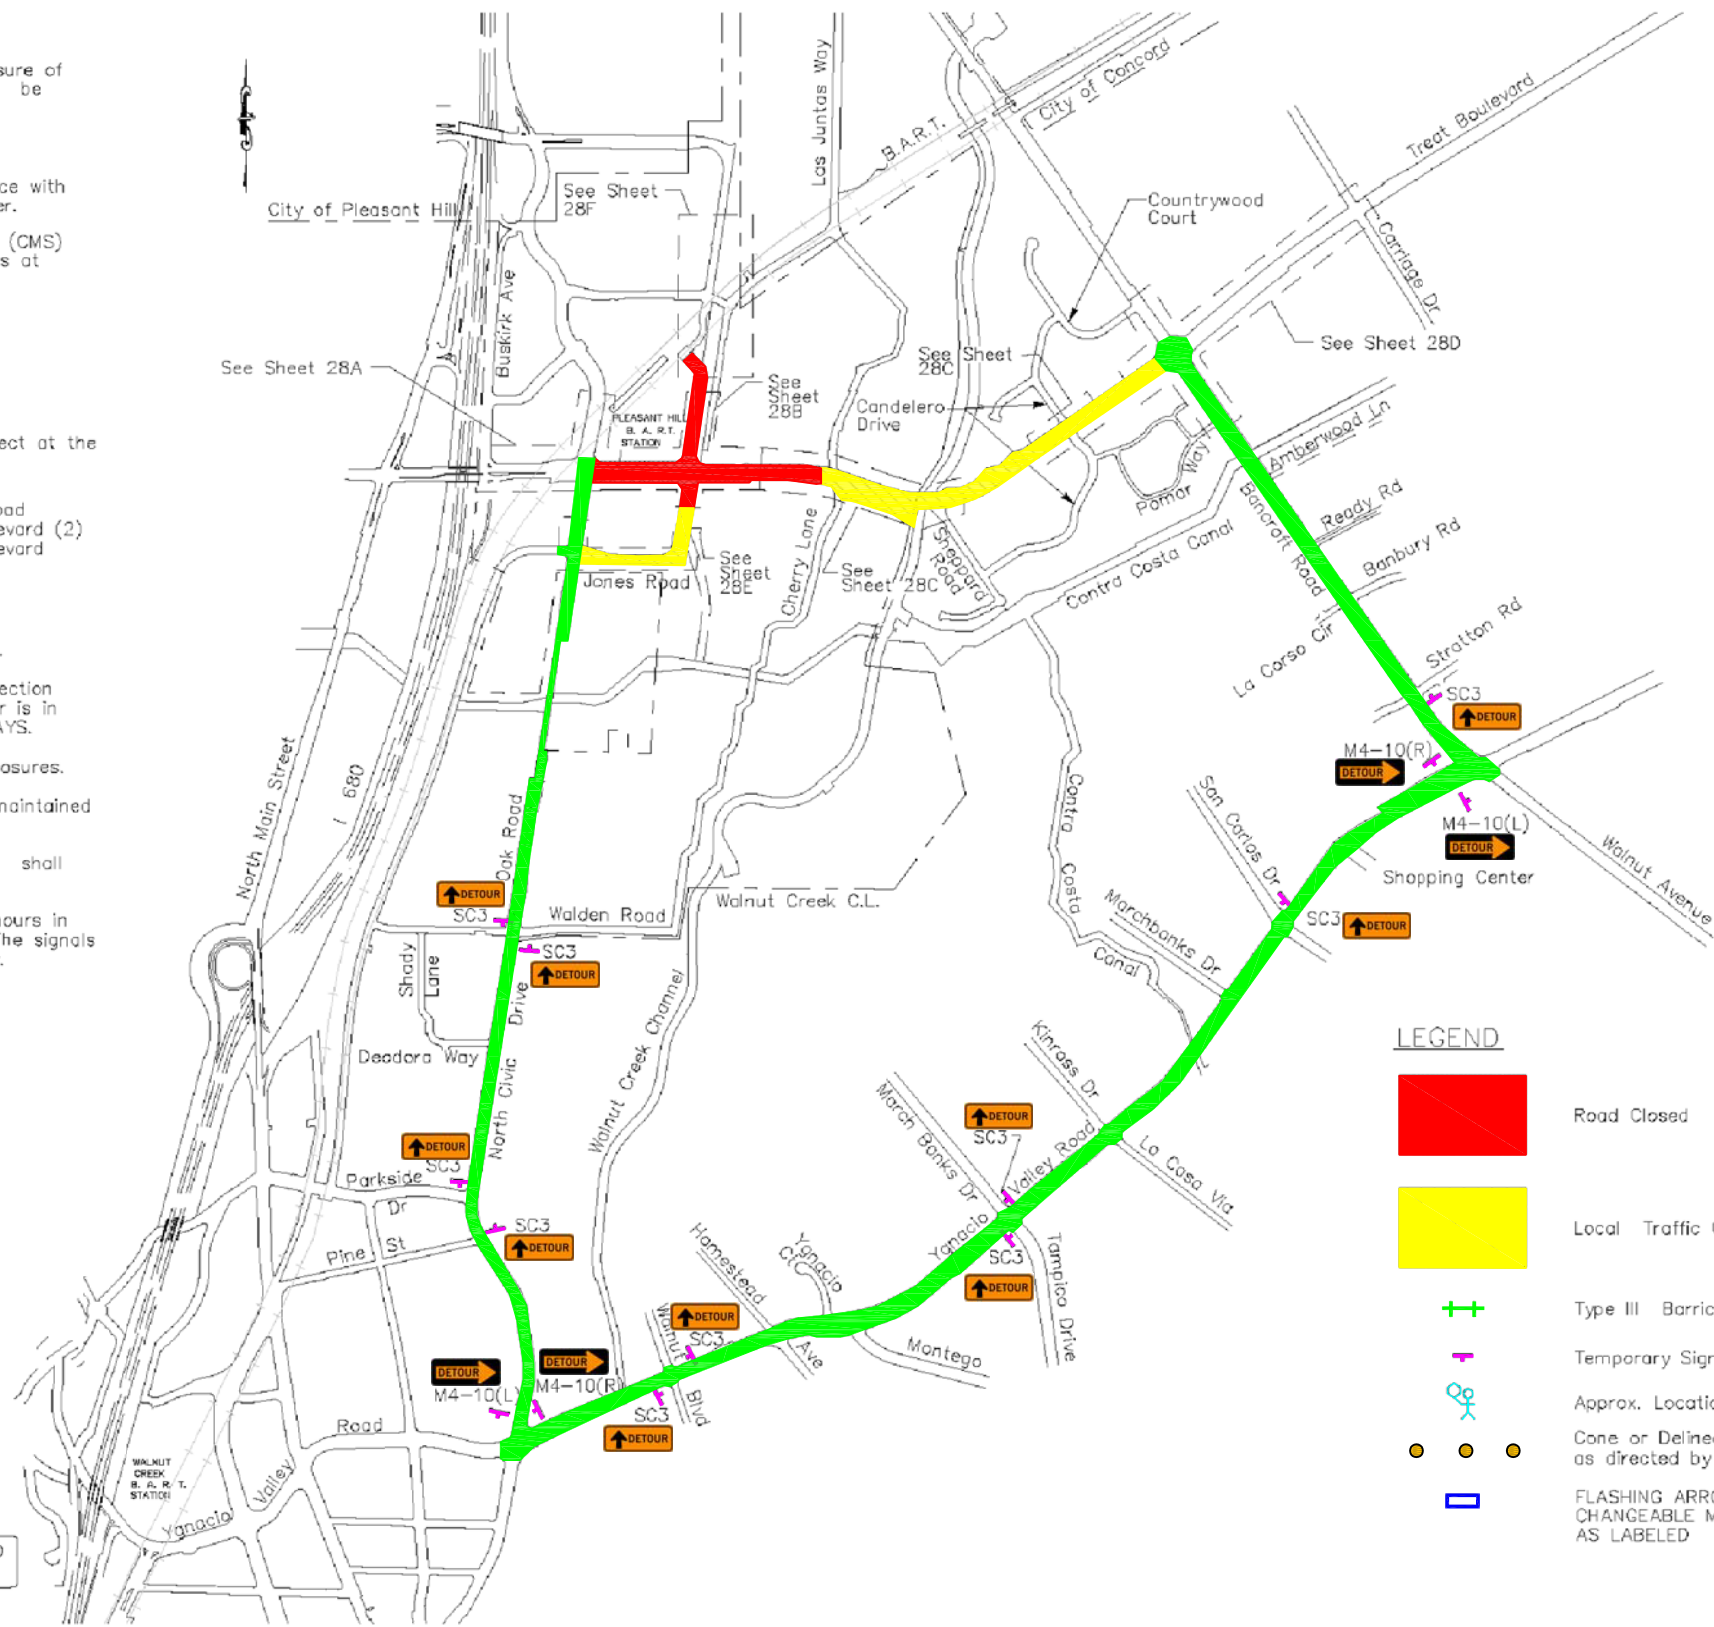 sure of
be
ce with
er.
(CMS)
s at
ect at the
oad
evard (2)
evard
ection
r is in
AYS.
asures.
maintained
shall
hours in
The signals
City of Pleasant Hill
See Sheet
28F
Las Juntas Way
B.A.R.T.
City of Concord
Treat Boulevard
Countrywood
Court
Carriage Dr
See Sheet 28D
Buskirk Ave
See Sheet 28A
PLEASANT HILL
B. A. R.T.
STATION
See
Sheet
28B
See Sheet
28C
Candelero
Drive
Pomar Way
Amberwood Ln
Bancroft Road
Ready Rd
Banbury Rd
Stratton Rd
La Corso Cir
Contra Costa Canal
Sheppard
Road
See
Sheet 28C
Cherry Lane
See
Sheet
28E
Jones Road
SC3
DETOUR
M4-10(R)
DETOUR
M4-10(L)
DETOUR
Walnut Avenue
Shopping Center
San Carlos Dr
SC3
DETOUR
Marchbanks Dr
Contra
Costa
Canal
North Main Street
I 680
Oak Road
DETOUR
SC3
Walden Road
Walnut Creek C.L.
SC3
DETOUR
Shady
Lane
Deodora Way
North Civic Drive
Walnut Creek Channel
Kinross Dr
La Casa Via
March Banks Dr
DETOUR
SC3
Ygnacio Valley Road
SC3
DETOUR
Tampico Drive
DETOUR
SC3
Parkside
Dr
SC3
DETOUR
Pine St
Homestead
Ave
Ygnacio
Ct
Montego
DETOUR
SC3
Walnut
Blvd
SC3
DETOUR
DETOUR
M4-10(L)
DETOUR
M4-10(R)
Road
Valley
Ygnacio
WALNUT
CREEK
B. A. R. T.
STATION
LEGEND
Road Closed
Local Traffic
Type III Barric
Temporary Sign
Approx. Locatio
Cone or Deline
as directed by
FLASHING ARRO
CHANGEABLE M
AS LABELED